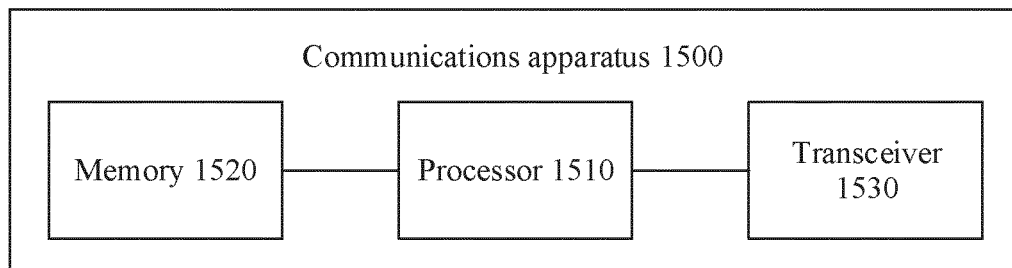 Communications apparatus 1500
Memory 1520
Processor 1510
Transceiver
1530